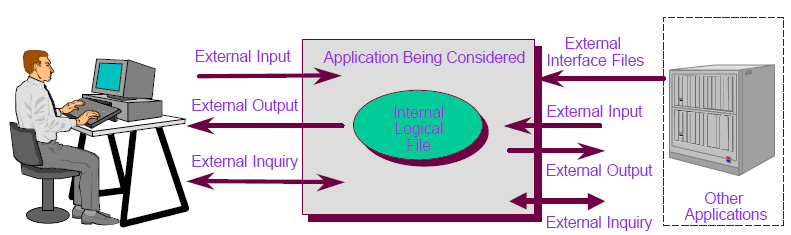 External Input
External Output
External Inquiry
Application Being Considered
Internal
Logical
File
External
Interface Files
External Input
External Output
External Inquiry
Other
Applications